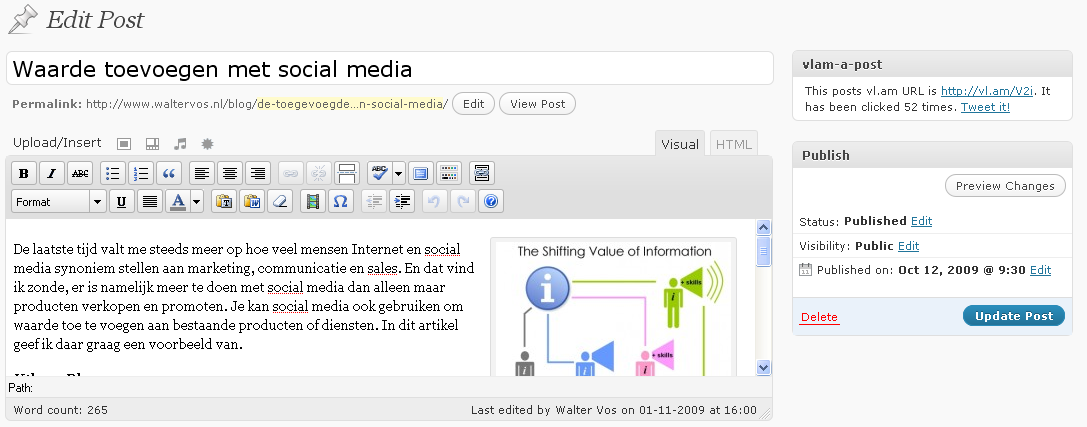 Edit Post
Waarde toevoegen met social media
Permalink: http://www.waltervos.nl/blog/de-toegevoegde...n-social-media/ Edit View Post
Upload/Insert
Visual HTML
B I ABC ABC
Format U A T W Ω ?
De laatste tijd valt me steeds meer op hoe veel mensen Internet en social
media synoniem stellen aan marketing, communicatie en sales. En dat vind
ik zonde, er is namelijk meer te doen met social media dan alleen maar
producten verkopen en promoten. Je kan social media ook gebruiken om
waarde toe te voegen aan bestaande producten of diensten. In dit artikel
geef ik daar graag een voorbeeld van.
The Shifting Value of Information
i
+ skills
i
i
i
+ skills
Path:
Word count: 265
Last edited by Walter Vos on 01-11-2009 at 16:00
vlam-a-post
This posts vl.am URL is http://vl.am/V2i. It
has been clicked 52 times. Tweet it!
Publish
Preview Changes
Status: Published Edit
Visibility: Public Edit
Published on: Oct 12, 2009 @ 9:30 Edit
Delete
Update Post